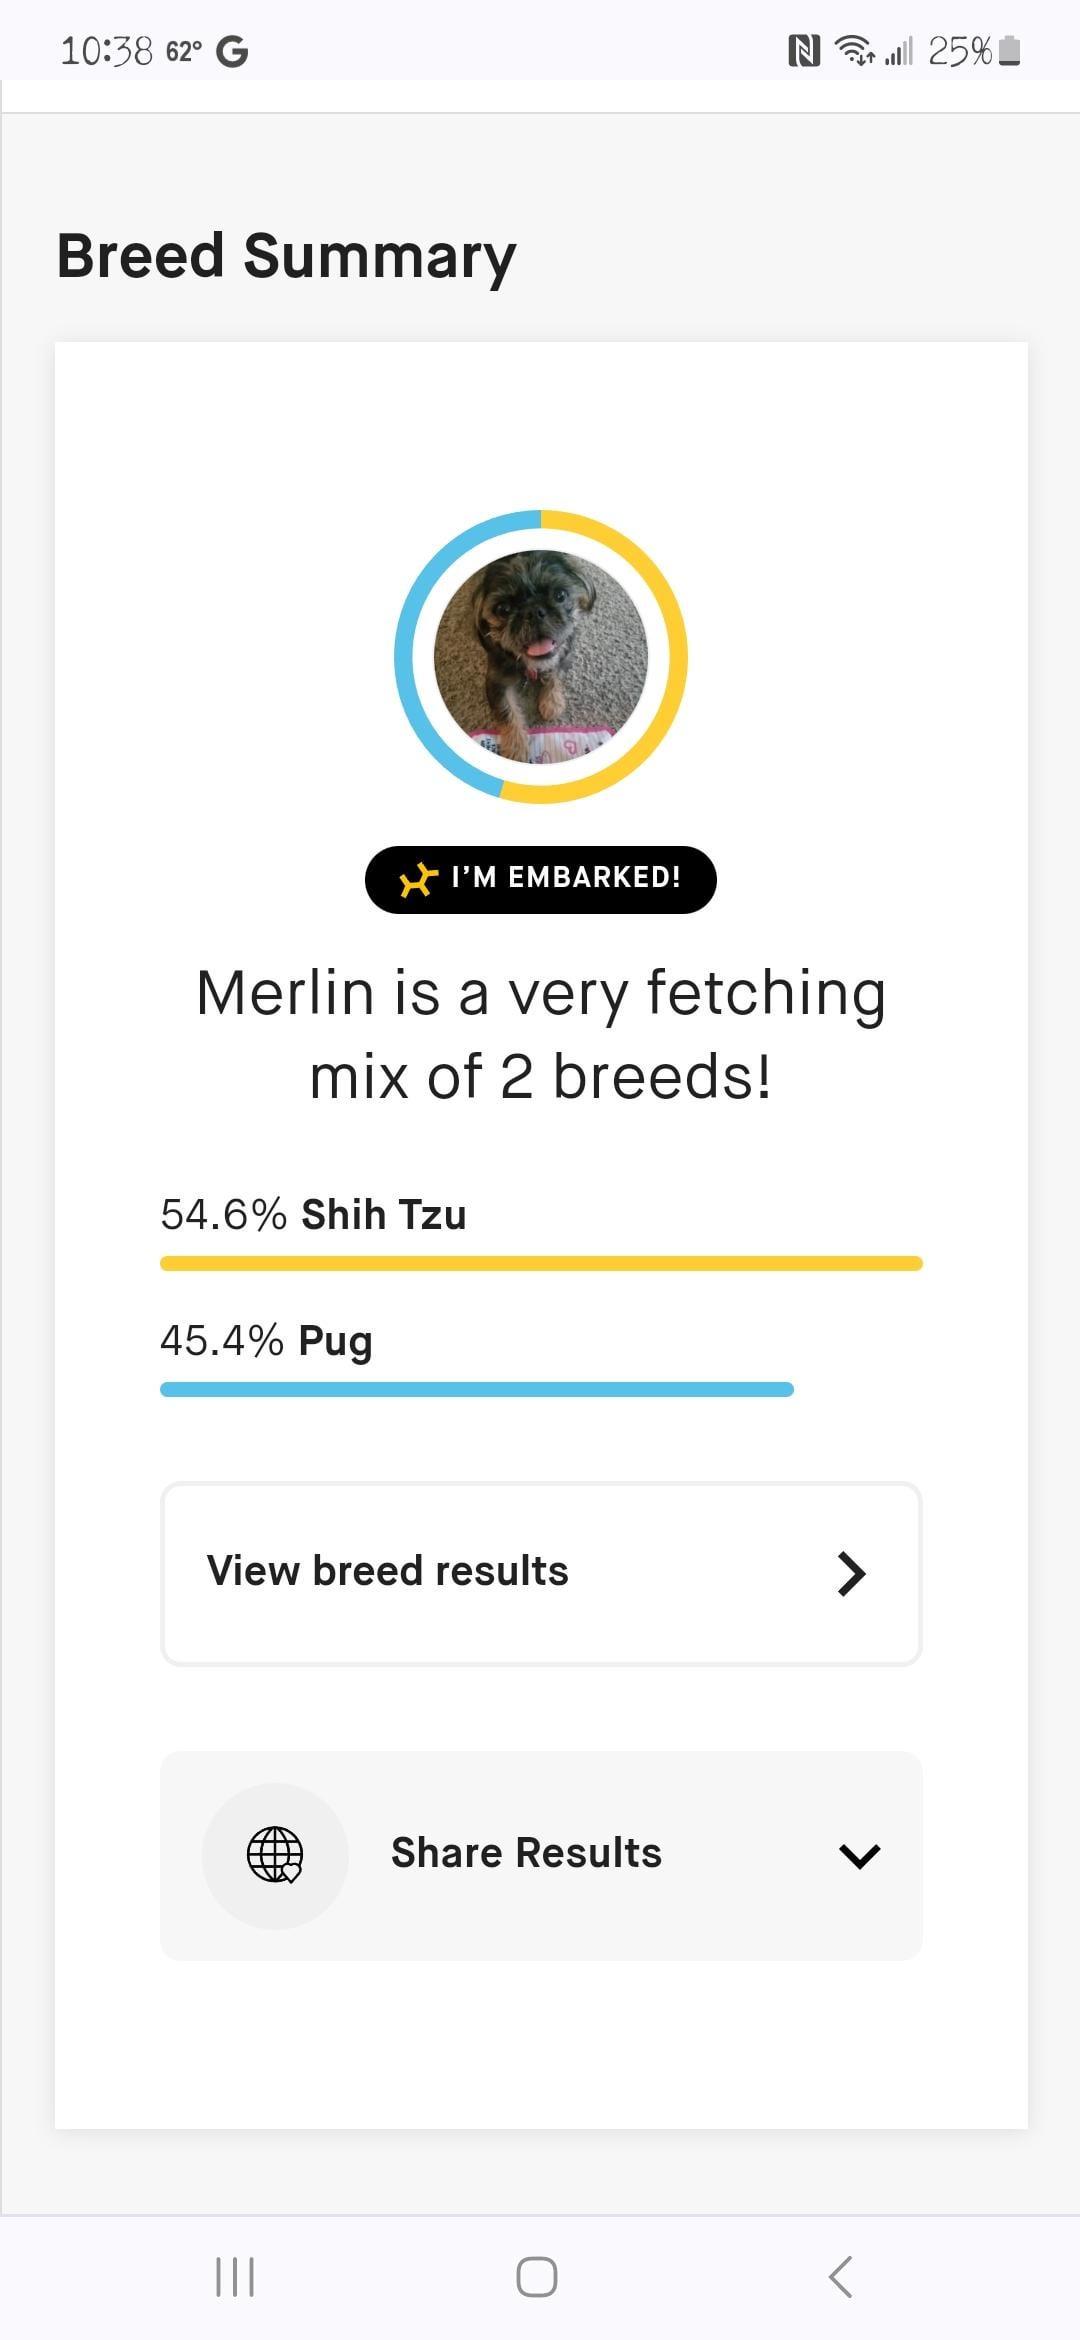 10:38 62° G 25%
Breed Summary
I'M EMBARKED!
Merlin is a very fetching
mix of 2 breeds!
54.6% Shih Tzu
45.4% Pug
View breed results
Share Results